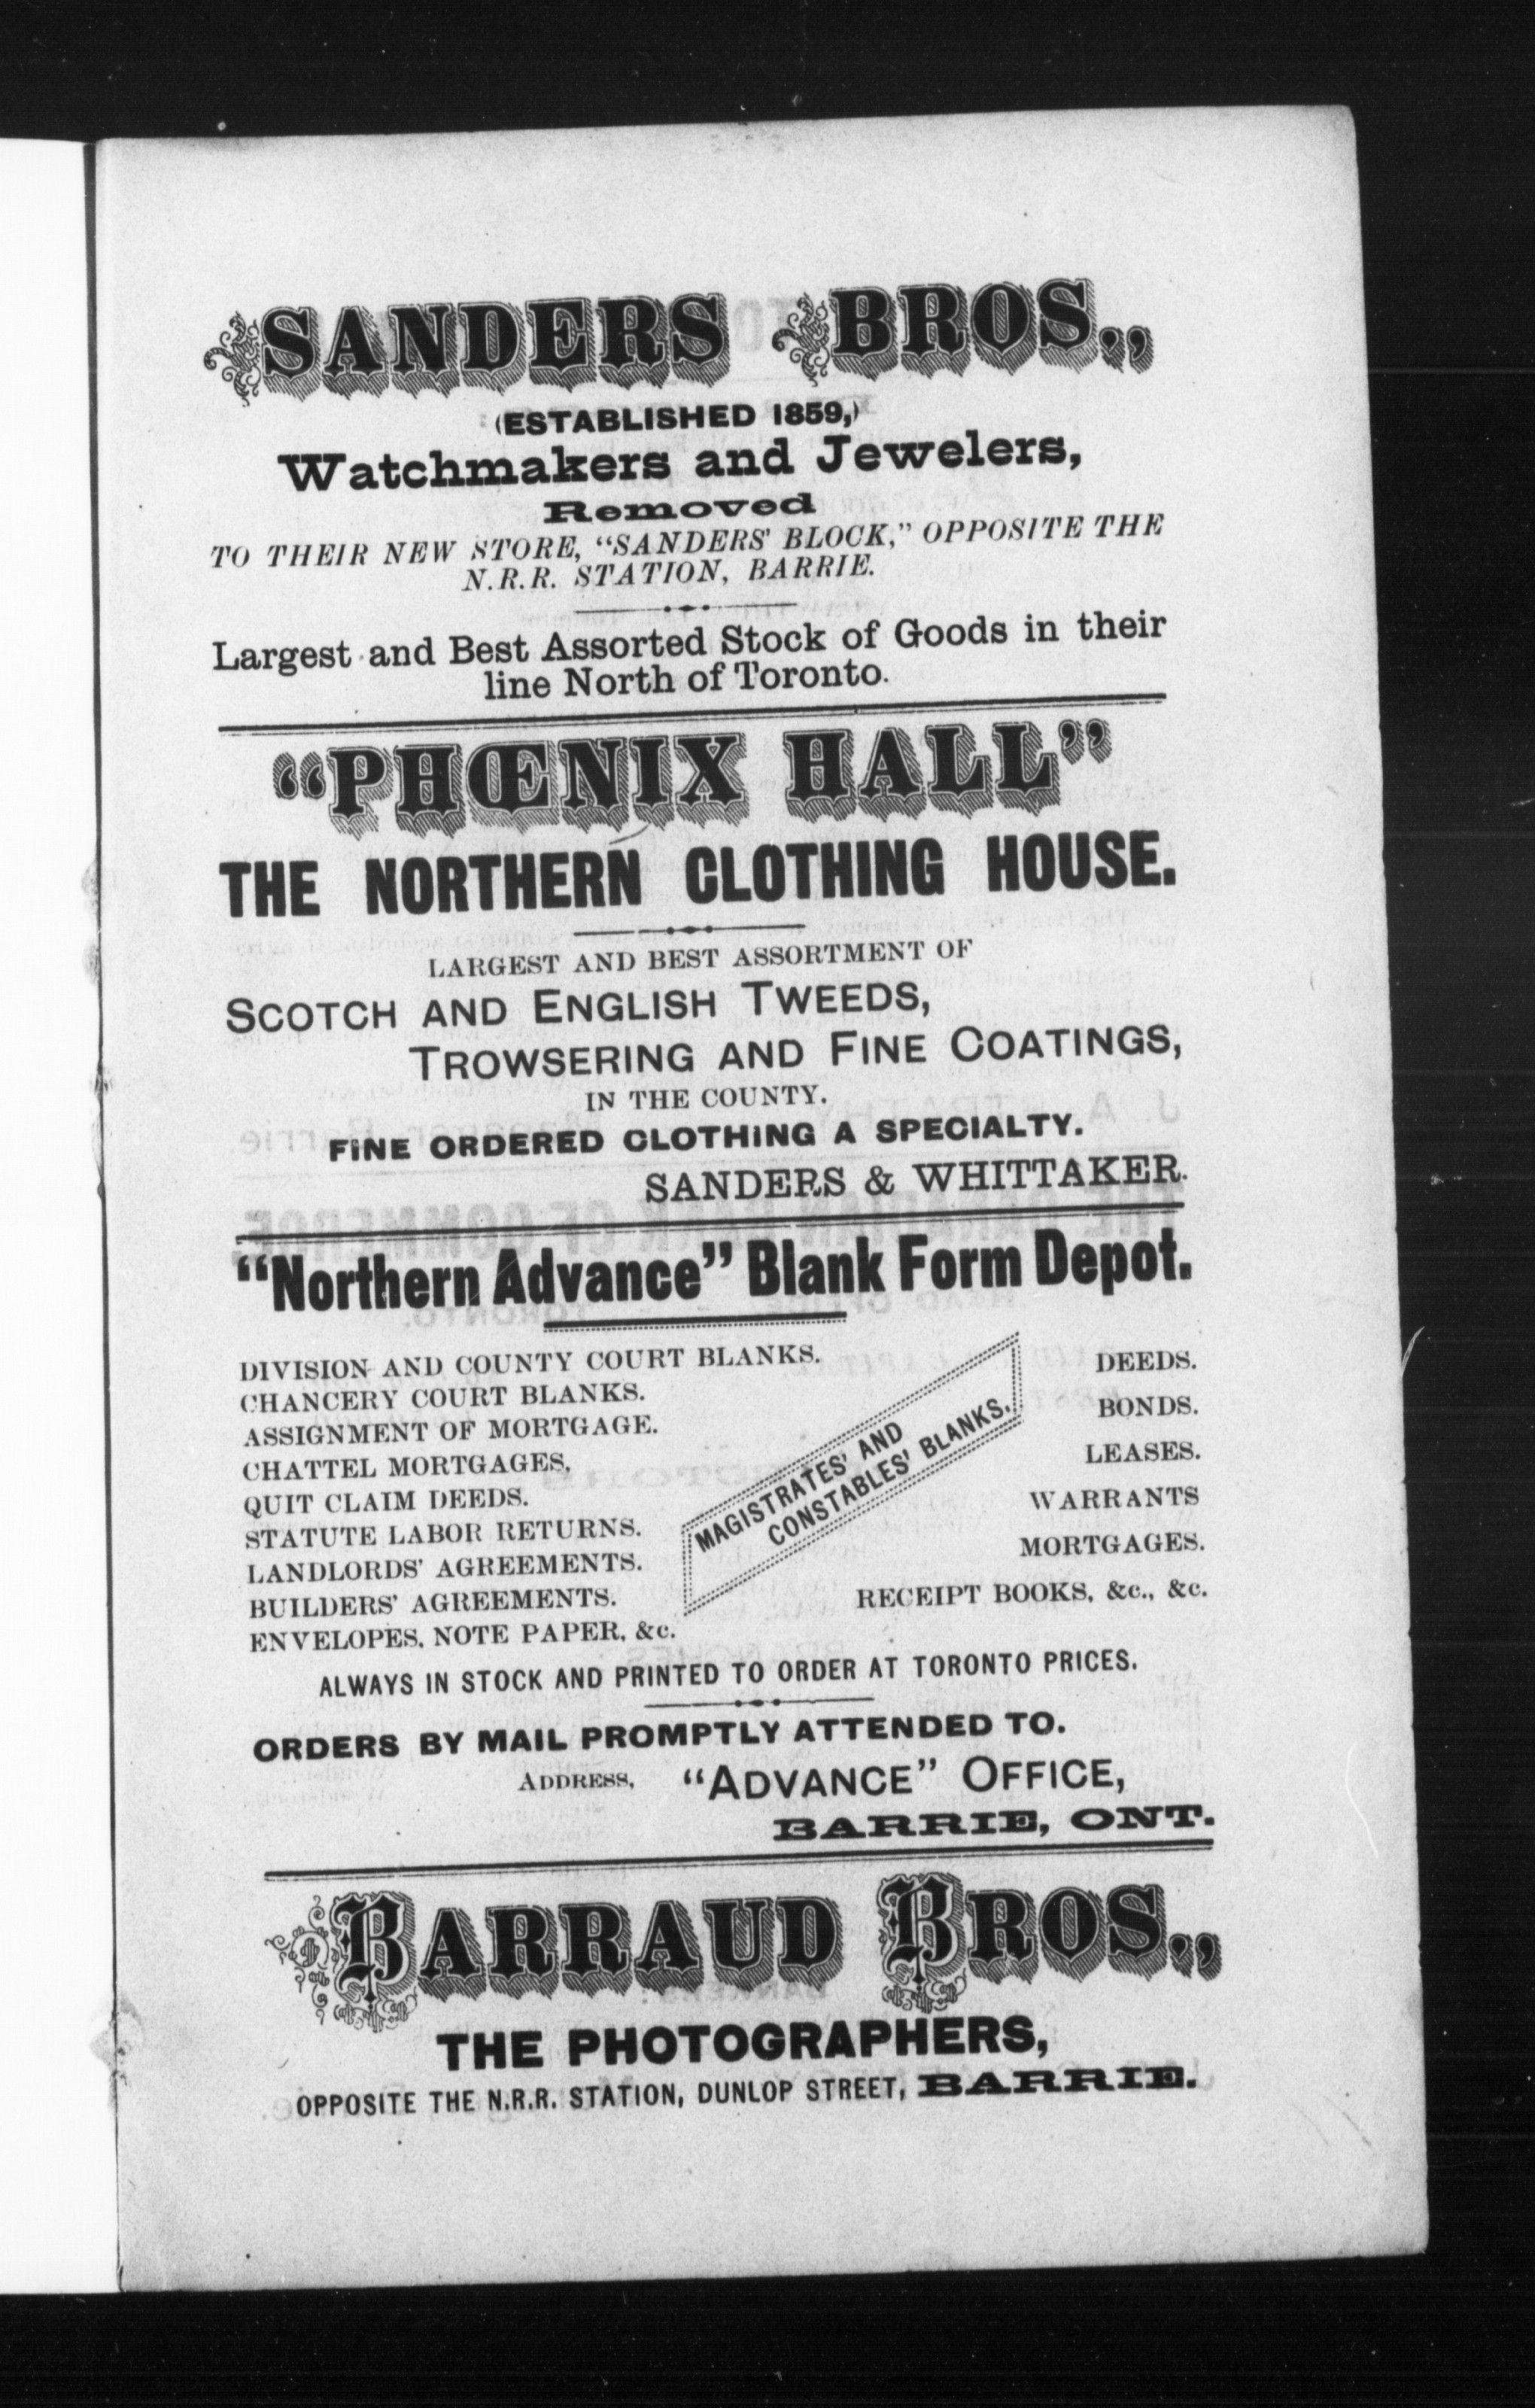 SANDERS BROS.,,
(ESTABLISHED 1859,)
Watchmakers and Jewelers,
Removed
TO THEIR NEW STORE, “SANDERS' BLOCK,” OPPOSITE THE
N.R.R. STATION, BARRIE.
Largest and Best Assorted Stock of Goods in their
line North of Toronto.
“PHŒNIX HALL”
THE NORTHERN CLOTHING HOUSE.
LARGEST AND BEST ASSORTMENT OF
SCOTCH AND ENGLISH TWEEDS,
TROWSERING AND FINE COATINGS,
IN THE COUNTY.
FINE ORDERED CLOTHING A SPECIALTY.
SANDERS & WHITTAKER.
“Northern Advance” Blank Form Depot.
DIVISION AND COUNTY COURT BLANKS.
CHANCERY COURT BLANKS.
ASSIGNMENT OF MORTGAGE.
CHATTEL MORTGAGES.
QUIT CLAIM DEEDS.
STATUTE LABOR RETURNS.
LANDLORDS' AGREEMENTS.
BUILDERS' AGREEMENTS.
ENVELOPES, NOTE PAPER, &c.
MAGISTRATES' AND
CONSTABLES' BLANKS.
DEEDS.
BONDS.
LEASES.
WARRANTS
MORTGAGES.
RECEIPT BOOKS, &c., &c.
ALWAYS IN STOCK AND PRINTED TO ORDER AT TORONTO PRICES.
ORDERS BY MAIL PROMPTLY ATTENDED TO.
ADDRESS, “ADVANCE” OFFICE,
BARRIE, ONT.
BARRAUD BROS.,,
THE PHOTOGRAPHERS,
OPPOSITE THE N.R.R. STATION, DUNLOP STREET, BARRIE.